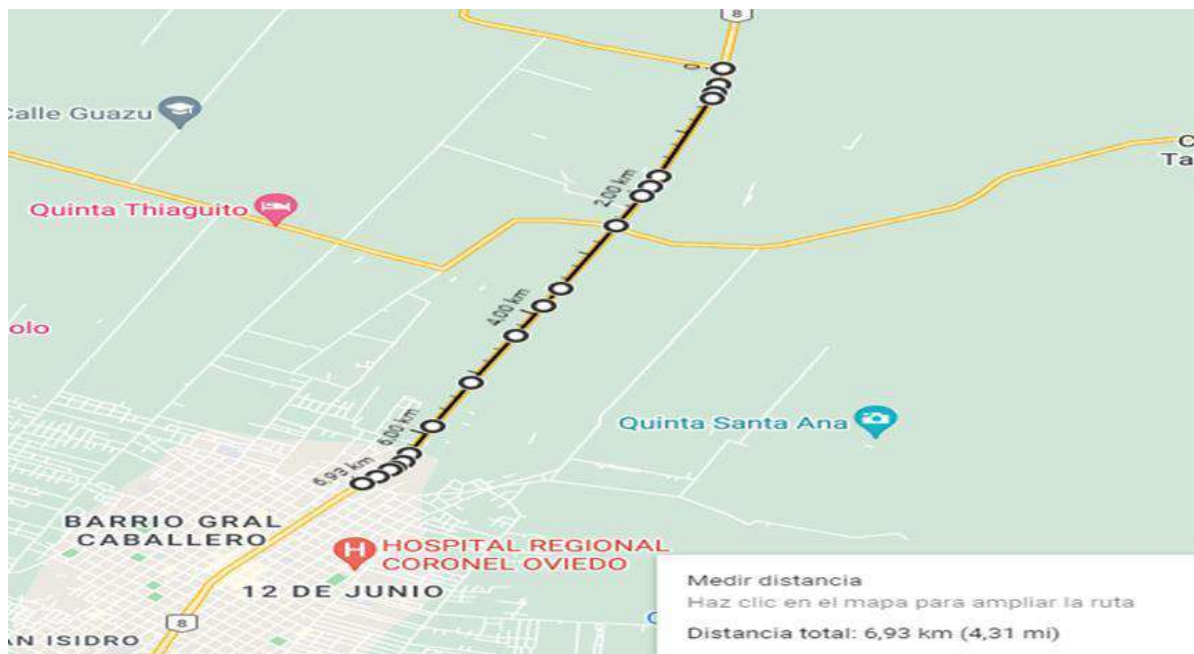 8
0
Calle Guazu
C
Ta
2,00 km
Quinta Thiaguito
4,00 km
olo
6,00 km
Quinta Santa Ana
6,93 km
BARRIO GRAL
CABALLERO
H
HOSPITAL REGIONAL
CORONEL OVIEDO
12 DE JUNIO
8
AN ISIDRO
Medir distancia
Haz clic en el mapa para ampliar la ruta
Distancia total: 6,93 km (4,31 mi)